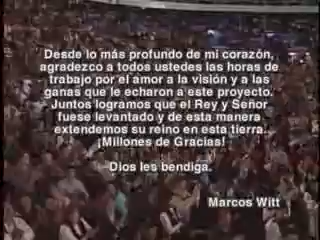 Desde lo más profundo de mi corazón,
agradezco a todos ustedes las horas de
trabajo por el amor a la visión y a las
ganas que le echaron a este proyecto.
Juntos logramos que el Rey y Señor
fuese levantado y de esta manera
extendemos su reino en esta tierra.
¡Millones de Gracias!
Dios les bendiga.
Marcos Witt